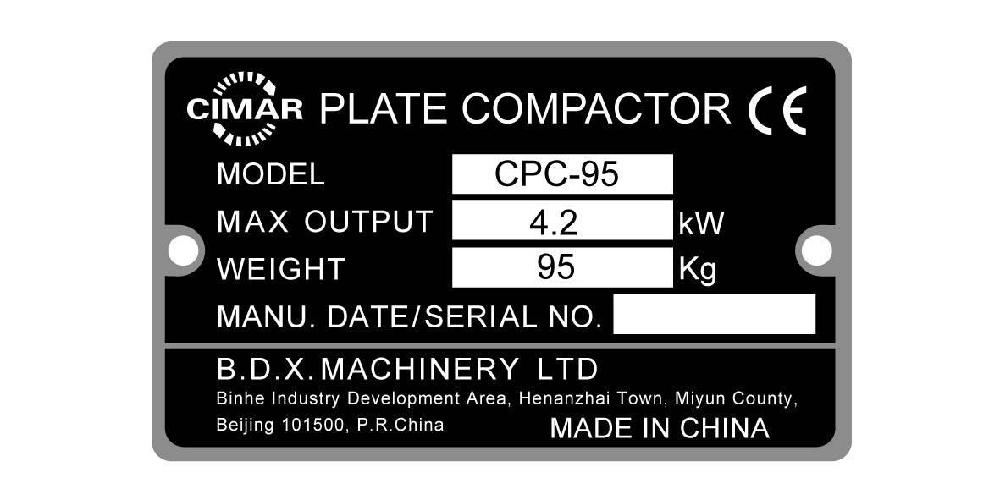 CIMAR PLATE COMPACTOR CE
MODEL CPC-95
MAX OUTPUT 4.2 kW
WEIGHT 95 Kg
MANU. DATE/SERIAL NO.
B.D.X.MACHINERY LTD
Binhe Industry Development Area, Henanzhai Town, Miyun County,
Beijing 101500, P.R.China
MADE IN CHINA